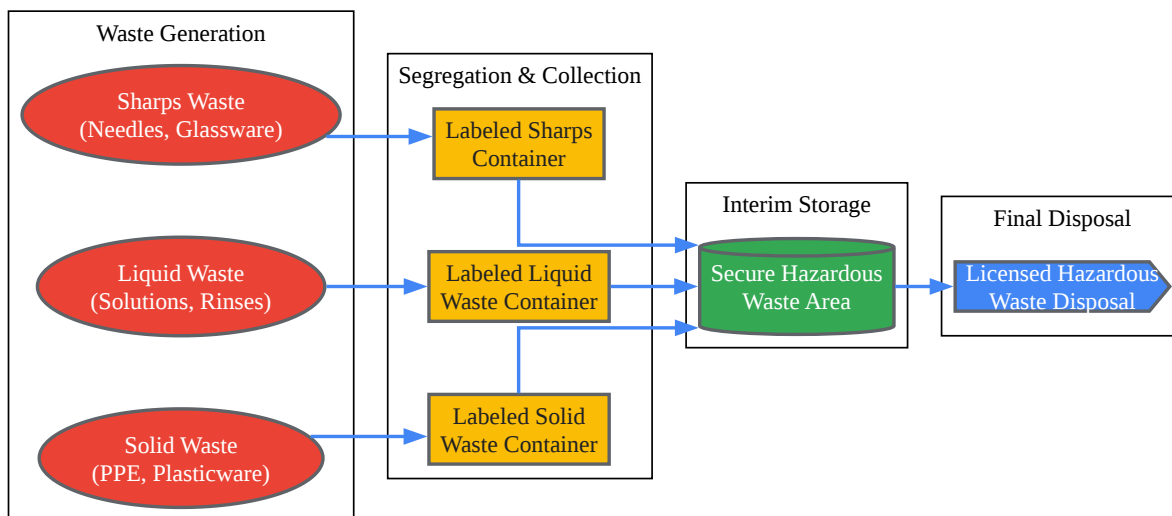 Waste Generation
Sharps Waste
(Needles, Glassware)
Liquid Waste
(Solutions, Rinses)
Solid Waste
(PPE, Plasticware)
Segregation & Collection
Labeled Sharps
Container
Labeled Liquid
Waste Container
Labeled Solid
Waste Container
Interim Storage
Secure Hazardous
Waste Area
Final Disposal
Licensed Hazardous
Waste Disposal